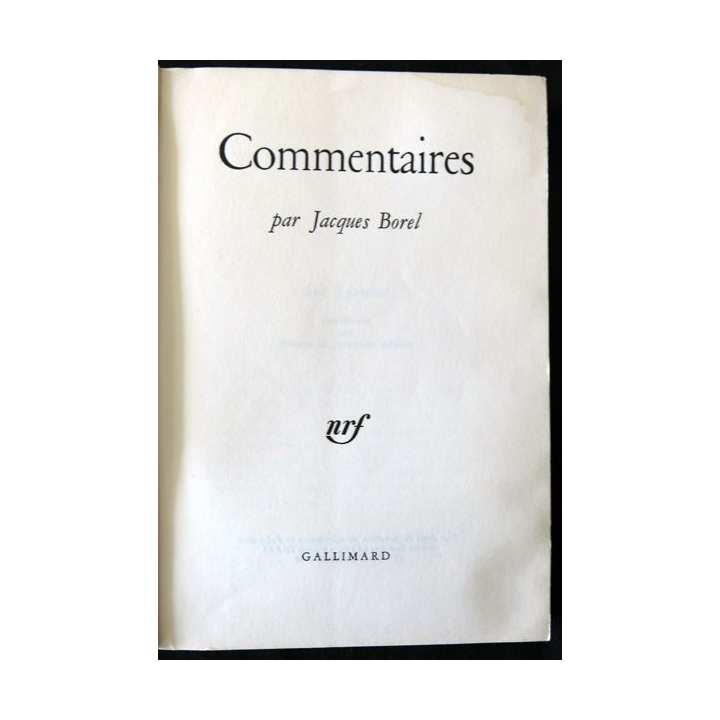 Commentaires
par Jacques Borel
nrf
GALLIMARD